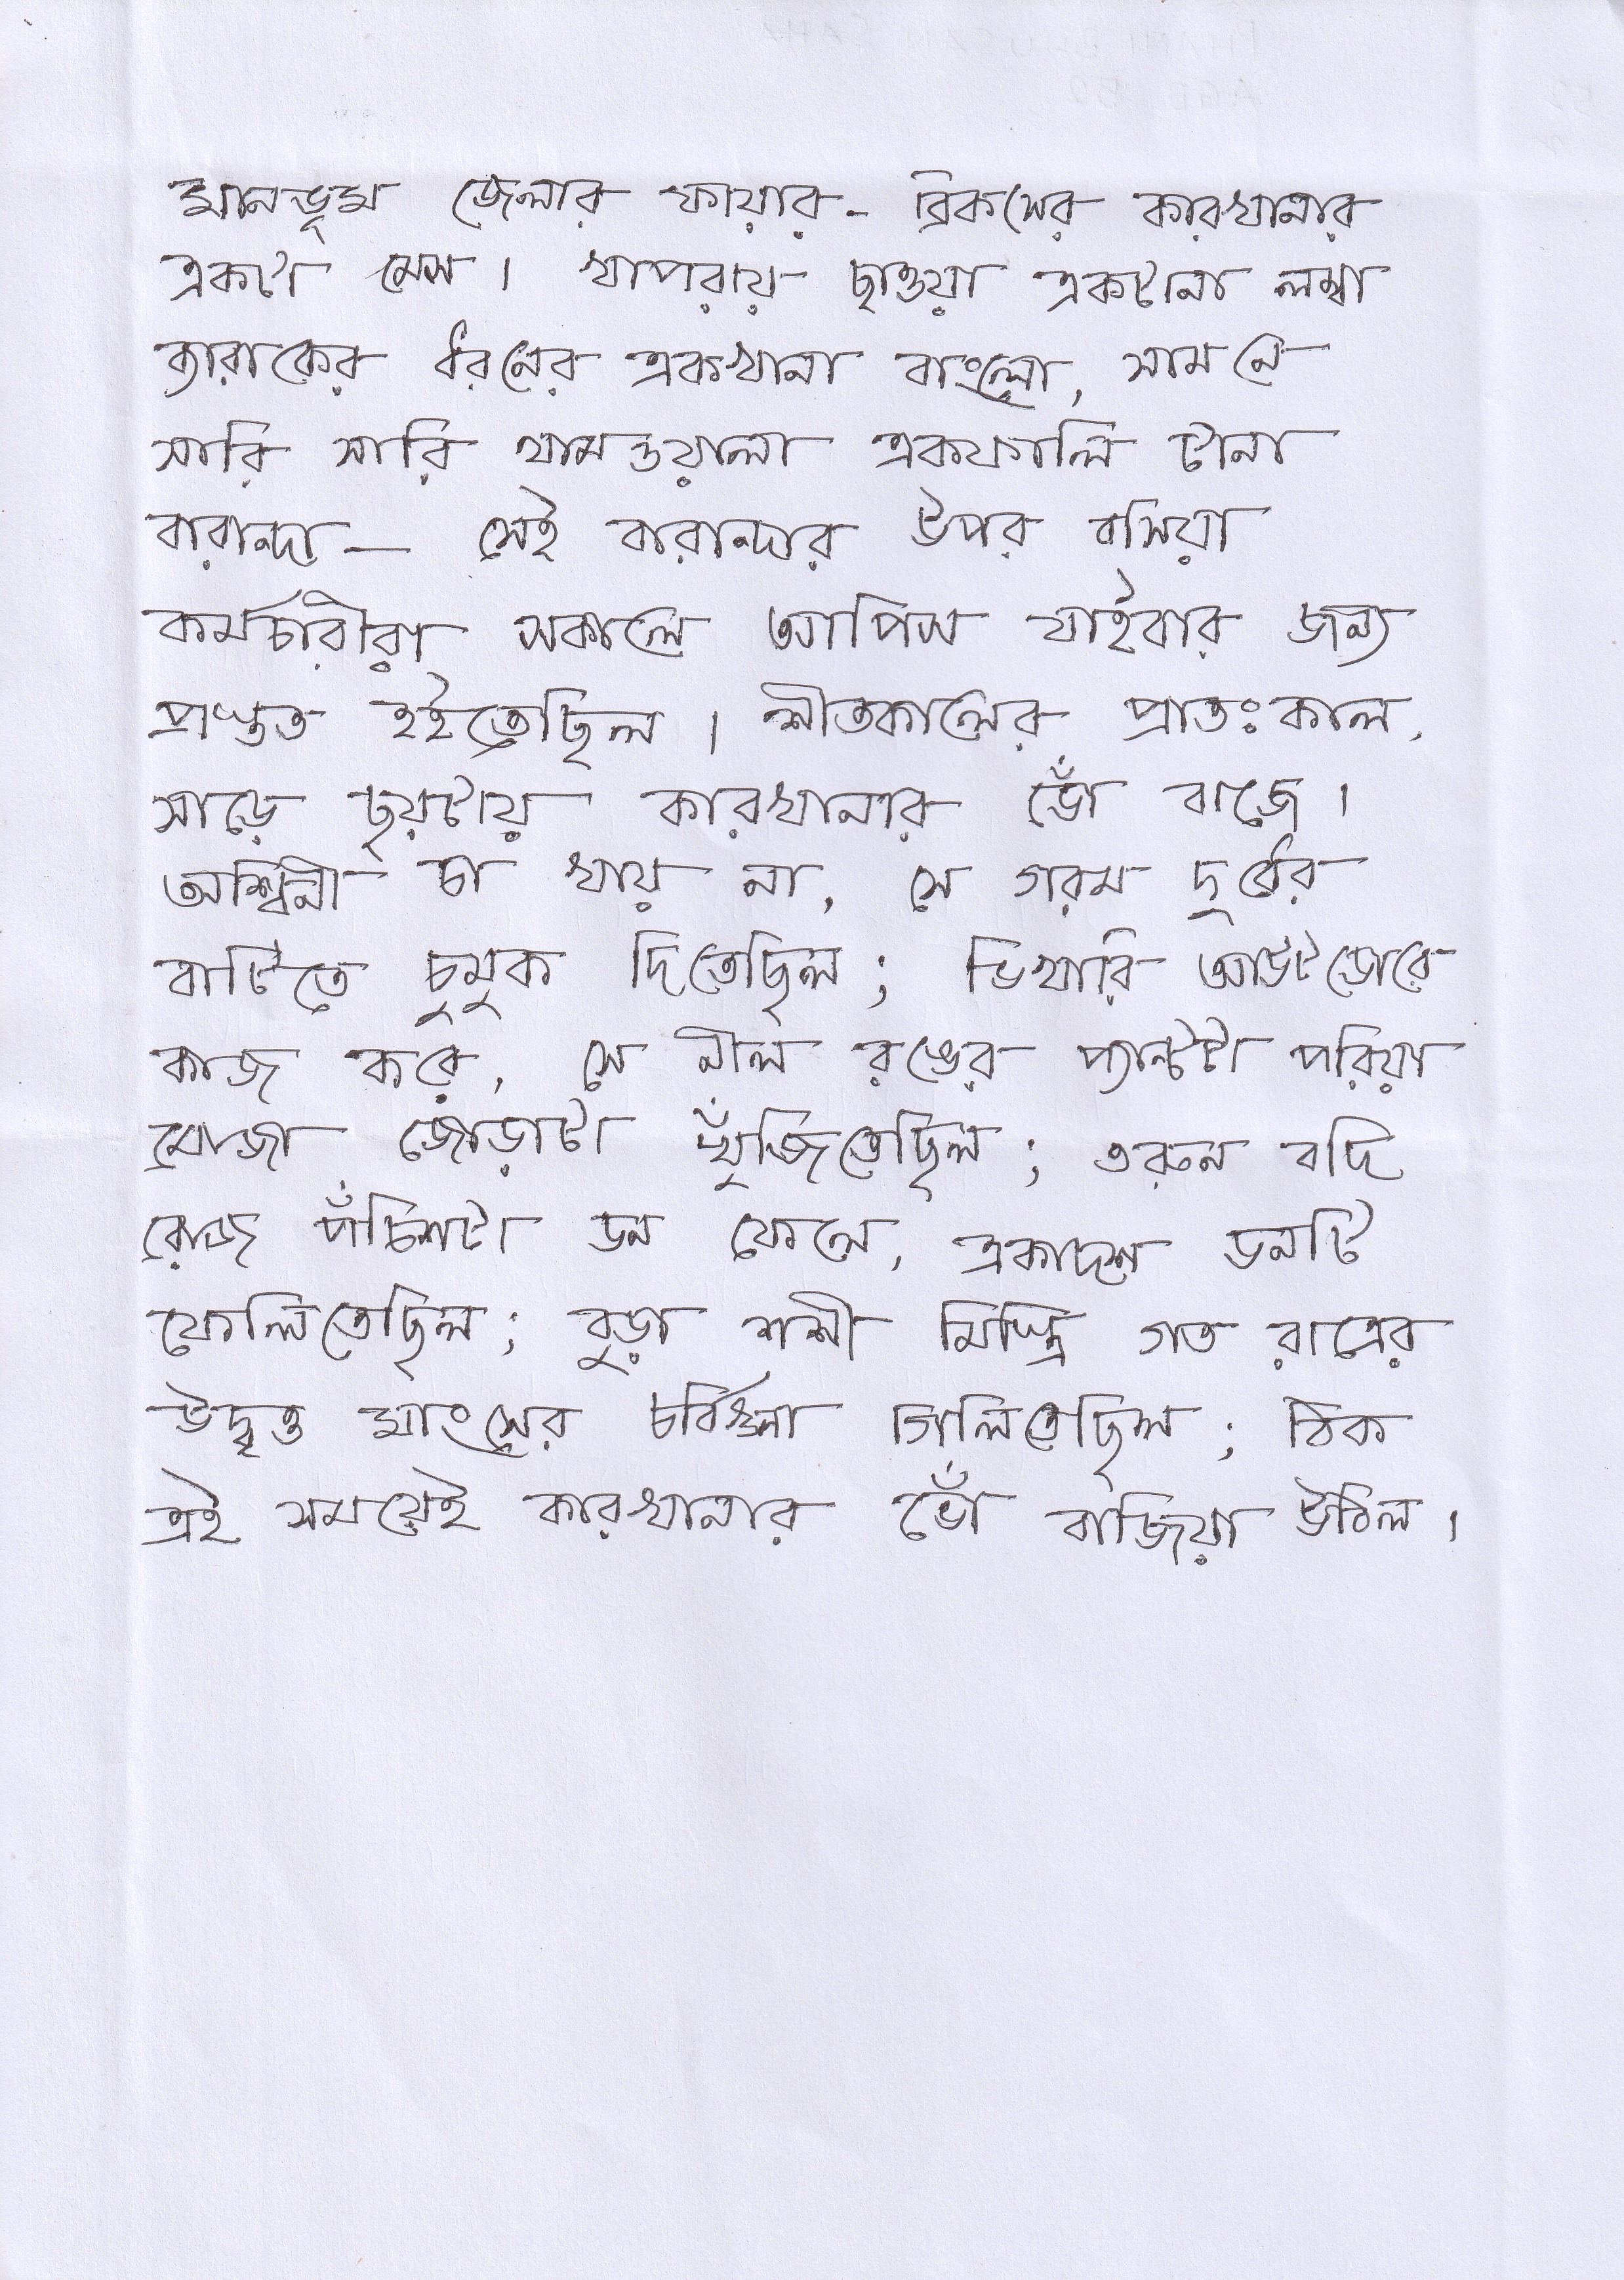 মানভূম জেলার ফায়ার- ব্রিকসের কারখানার
একটা মেস। খাপরায় ছাওয়া একটানা লম্বা
ব্যারাকের ধরনের একখানা বাংলো, সামনে
সারি সারি থামওয়ালা একফালি টানা
বারান্দা— সেই বারান্দার উপর বসিয়া
কর্মচারীরা সকালে আপিস যাইবার জন্য
প্রস্তুত হইতেছিল। শীতকালের প্রাতঃকাল,
সাড়ে ছয়টায় কারখানার ভোঁ বাজে।
অশ্বিনী চা খায় না, সে গরম দুধের
বাটিতে চুমুক দিতেছিল; ভিখারি আউটডোরে
কাজ করে, সে নীল রঙের প্যান্টটা পরিয়া
মোজা জোড়াটা খুঁজিতেছিল; তরুন বদি
রোজ পঁচিশটা ডন ফেলে, একাদশ ডনটি
ফেলিতেছিল; বুড়া শশী মিস্ত্রি গত রাত্রের
উদ্বৃত্ত মাংসের চর্বিগুলা গিলিতেছিল; ঠিক
এই সময়েই কারখানার ভোঁ বাজিয়া উঠিল।